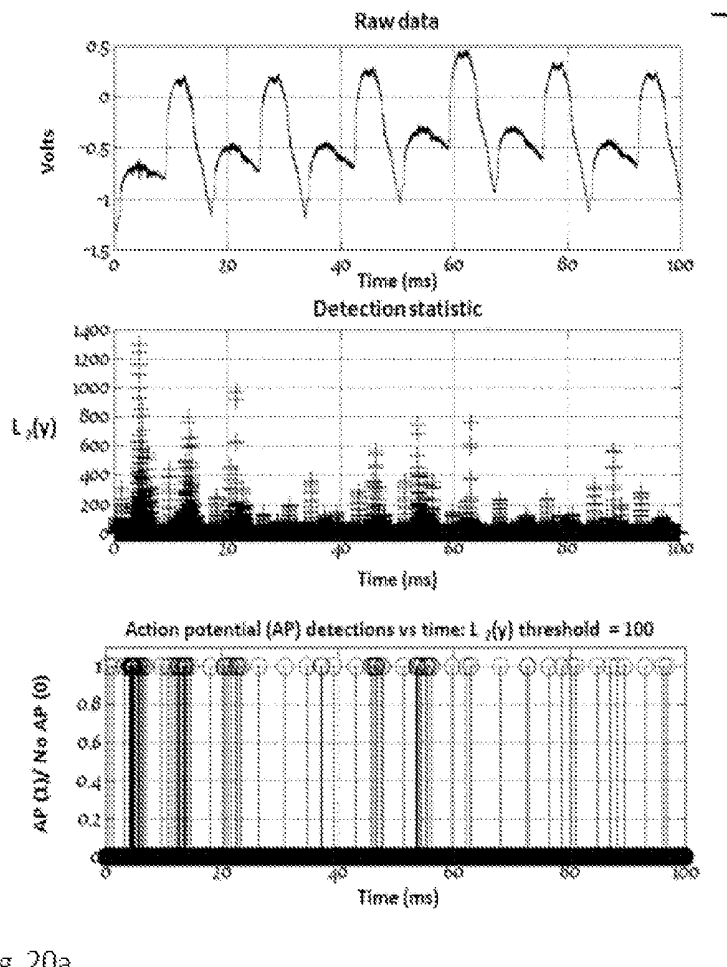 Raw data
0.5
0
-0.5
-1
-1.5
Volts
0 20 40 60 80 100
Time (ms)
Detection statistic
1400
1200
1000
800
600
400
200
0
L 2(y)
0 20 40 60 80 100
Time (ms)
Action potential (AP) detections vs time: L 2(y) threshold = 100
1
0.8
0.6
0.4
0.2
0
AP (1)/ No AP (0)
0 20 40 60 80 100
Time (ms)
g. 20a